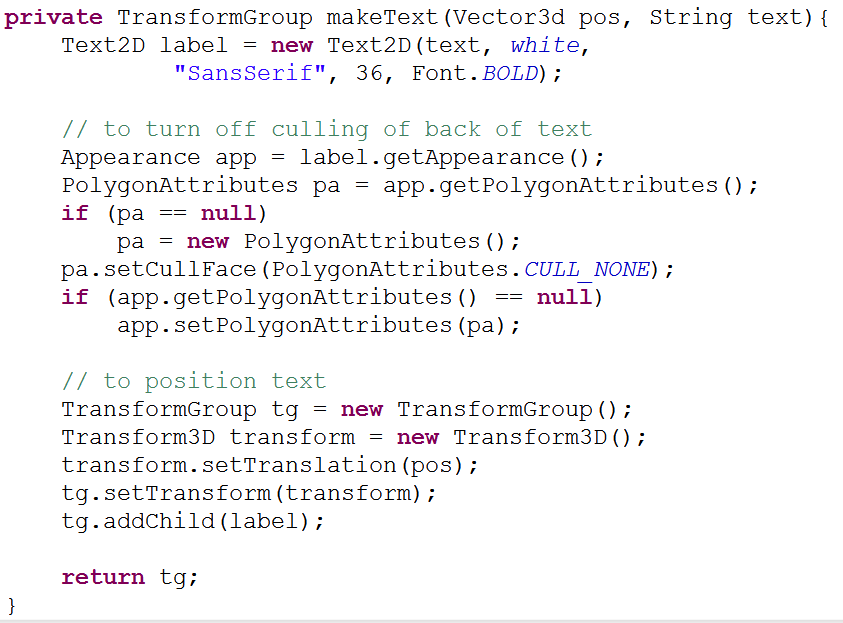 private TransformGroup makeText(Vector3d pos, String text){
    Text2D label = new Text2D(text, white,
            "SansSerif", 36, Font.BOLD);

    // to turn off culling of back of text
    Appearance app = label.getAppearance();
    PolygonAttributes pa = app.getPolygonAttributes();
    if (pa == null)
        pa = new PolygonAttributes();
    pa.setCullFace(PolygonAttributes.CULL_NONE);
    if (app.getPolygonAttributes() == null)
        app.setPolygonAttributes(pa);

    // to position text
    TransformGroup tg = new TransformGroup();
    Transform3D transform = new Transform3D();
    transform.setTranslation(pos);
    tg.setTransform(transform);
    tg.addChild(label);

    return tg;
}